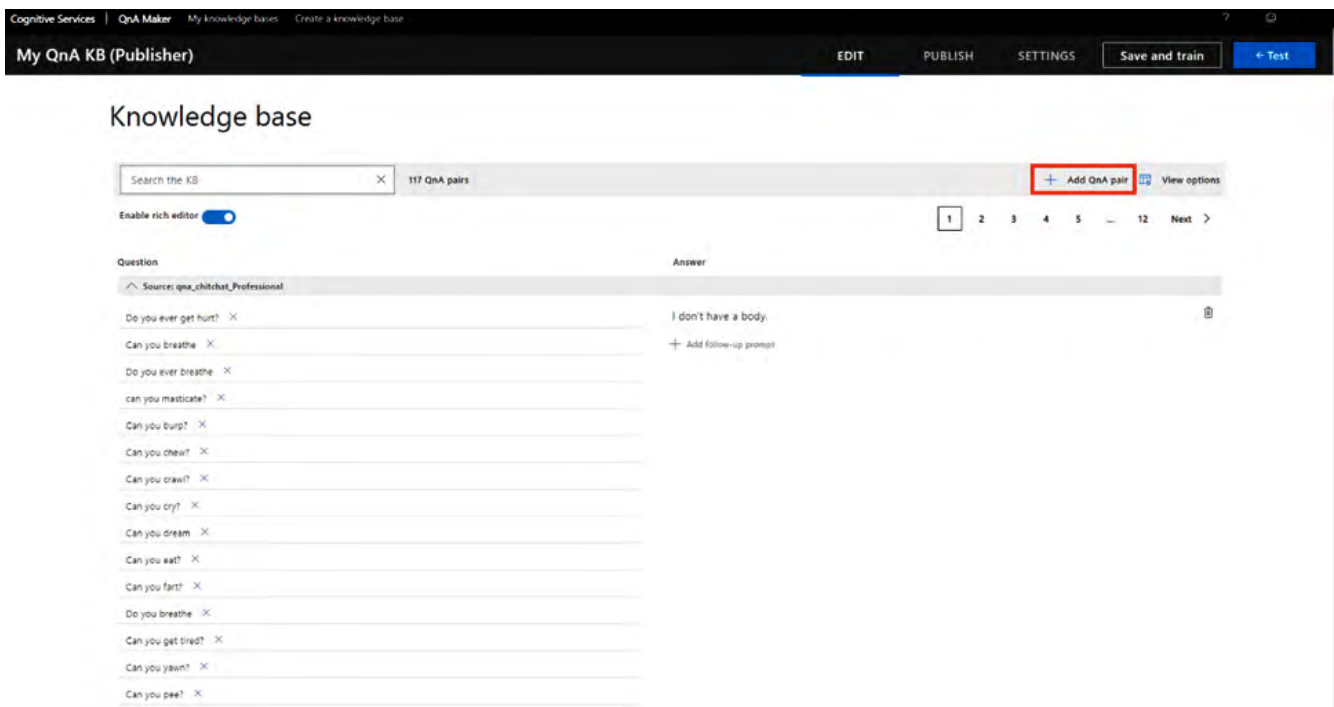 Cognitive Services | QnA Maker My knowledge bases Create a knowledge base ?
My QnA KB (Publisher) EDIT PUBLISH SETTINGS Save and train ← Test
Knowledge base
Search the KB × 117 QnA pairs + Add QnA pair View options
Enable rich editor 1 2 3 4 5 ... 12 Next >
Question Answer
Source: qna_chitchat_Professional
Do you ever get hurt? × I don't have a body.
Can you breathe × + Add follow-up prompt
Do you ever breathe ×
can you masticate? ×
Can you burp? ×
Can you chew? ×
Can you crawl? ×
Can you cry? ×
Can you dream ×
Can you eat? ×
Can you fart? ×
Do you breathe ×
Can you get tired? ×
Can you yawn? ×
Can you pee? ×